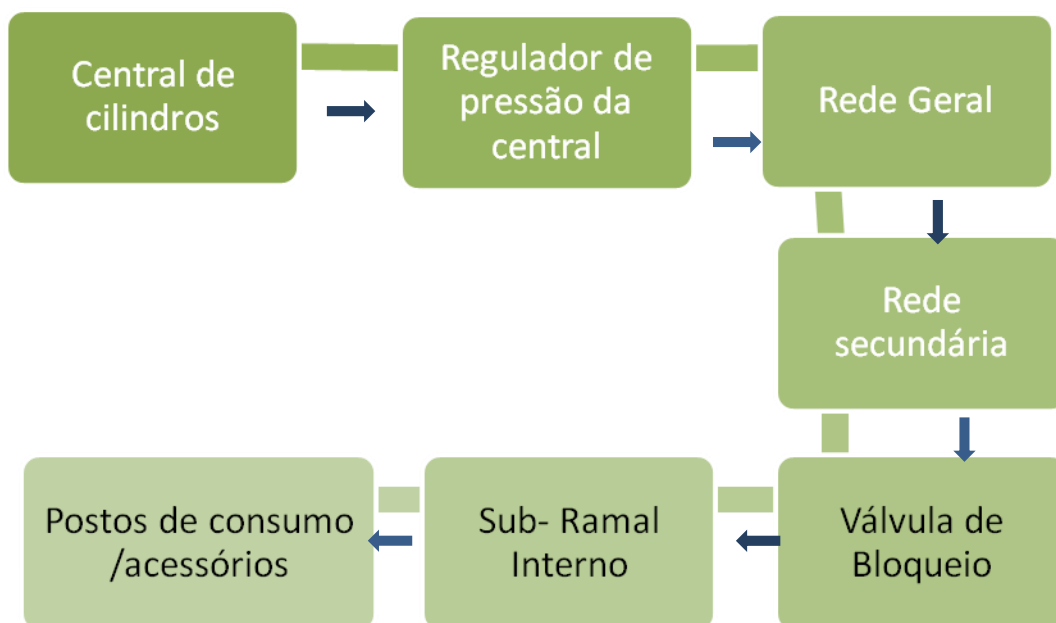 Central de
cilindros
Regulador de
pressão da
central
Rede Geral
Rede
secundária
Válvula de
Bloqueio
Sub- Ramal
Interno
Postos de consumo
/acessórios